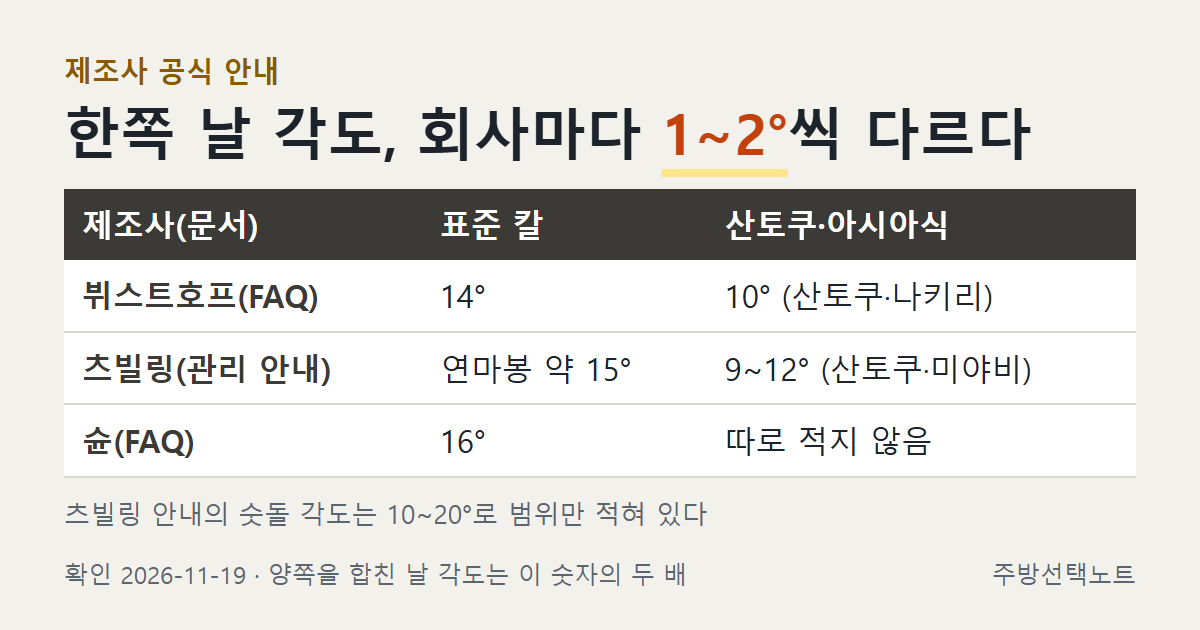 제조사 공식 안내
한쪽 날 각도, 회사마다 1~2°씩 다르다
제조사(문서) 표준 칼 산토쿠·아시아식
뷔스트호프(FAQ) 14° 10° (산토쿠·나키리)
츠빌링(관리 안내) 연마봉 약 15° 9~12° (산토쿠·미야비)
슌(FAQ) 16° 따로 적지 않음
츠빌링 안내의 숫돌 각도는 10~20°로 범위만 적혀 있다
확인 2026-11-19 · 양쪽을 합친 날 각도는 이 숫자의 두 배 주방선택노트